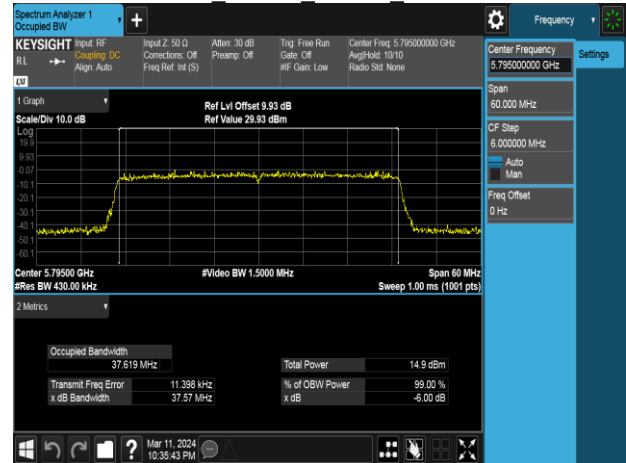 Spectrum Analyzer 1
Occupied BW
Frequency
KEYSIGHT
RL
LXI
Input: RF
Coupling: DC
Align: Auto
Input Z: 50 Ω
Corrections: Off
Freq Ref: Int (S)
Atten: 30 dB
Preamp: Off
Trig: Free Run
Gate: Off
#IF Gain: Low
Center Freq: 5.795000000 GHz
Avg|Hold: 10/10
Radio Std: None
Center Frequency
5.795000000 GHz
Settings
Span
60.000 MHz
CF Step
6.000000 MHz
Auto
Man
Freq Offset
0 Hz
1 Graph
Scale/Div 10.0 dB
Ref Lvl Offset 9.93 dB
Ref Value 29.93 dBm
Log
19.9
9.93
-0.07
-10.1
-20.1
-30.1
-40.1
-50.1
-60.1
Center 5.79500 GHz
#Video BW 1.5000 MHz
Span 60 MHz
#Res BW 430.00 kHz
Sweep 1.00 ms (1001 pts)
2 Metrics
Occupied Bandwidth
37.619 MHz
Total Power 14.9 dBm
Transmit Freq Error 11.398 kHz
% of OBW Power 99.00 %
x dB Bandwidth 37.57 MHz
x dB -6.00 dB
?
Mar 11, 2024
10:35:43 PM